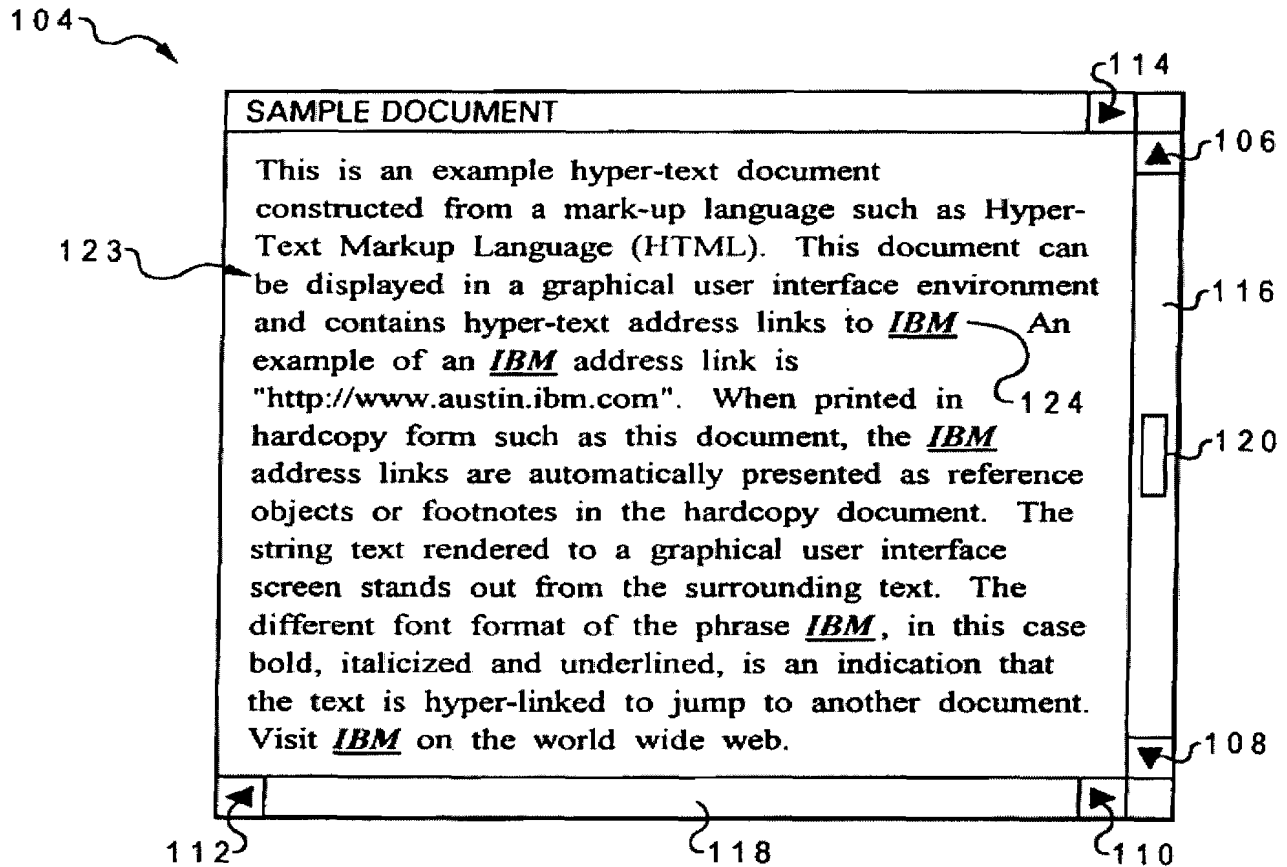 104
114
SAMPLE DOCUMENT
106
This is an example hyper-text document
constructed from a mark-up language such as Hyper-
Text Markup Language (HTML). This document can
123
be displayed in a graphical user interface environment
116
and contains hyper-text address links to IBM An
example of an IBM address link is
"http://www.austin.ibm.com". When printed in
124
hardcopy form such as this document, the IBM
120
address links are automatically presented as reference
objects or footnotes in the hardcopy document. The
string text rendered to a graphical user interface
screen stands out from the surrounding text. The
different font format of the phrase IBM, in this case
bold, italicized and underlined, is an indication that
the text is hyper-linked to jump to another document.
Visit IBM on the world wide web.
108
112
118
110